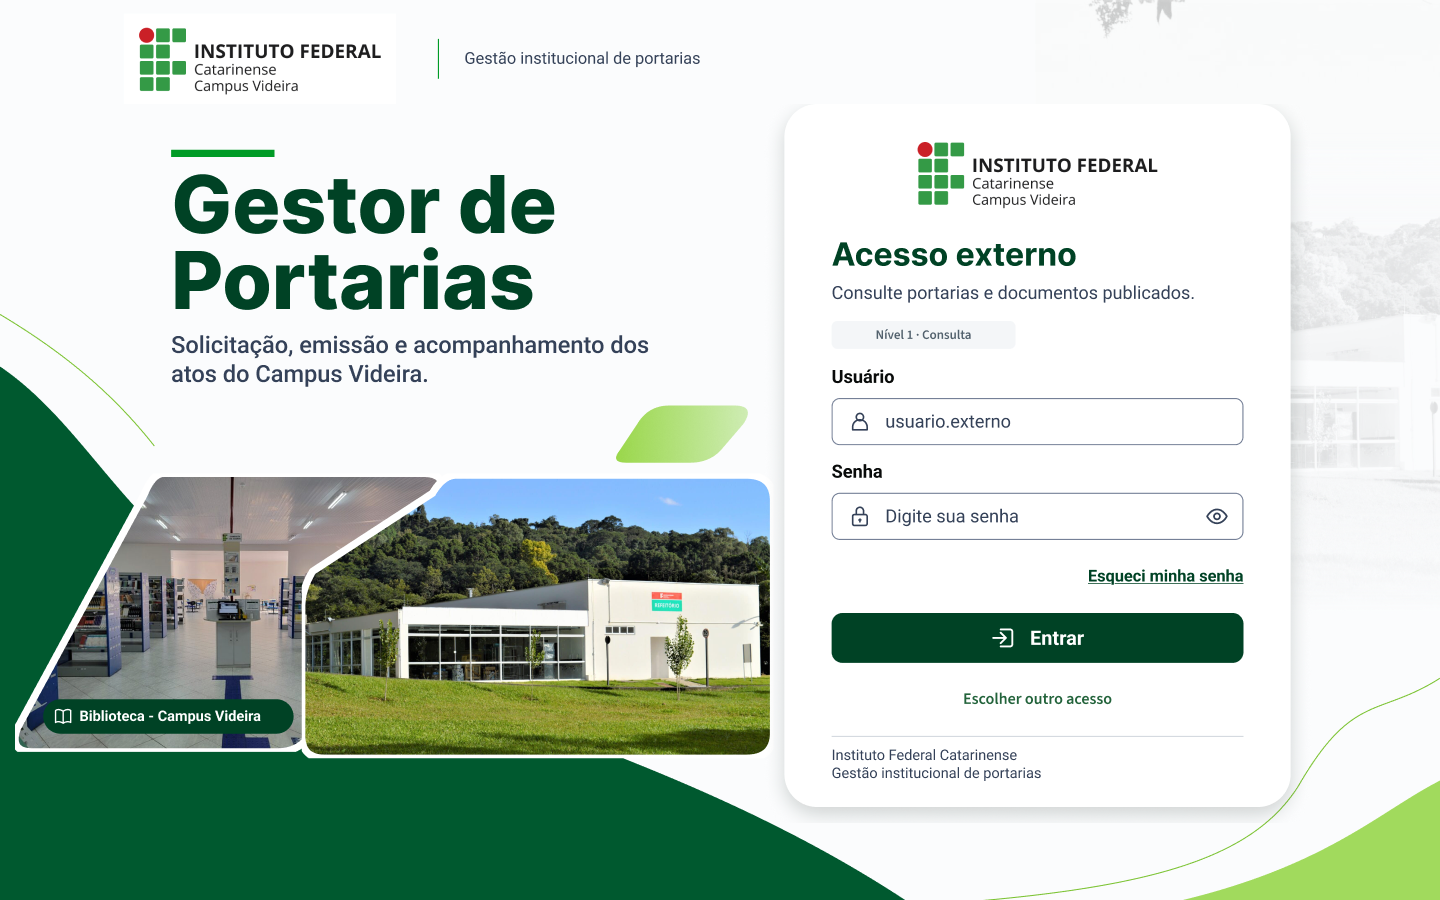 INSTITUTO FEDERAL
Catarinense
Campus Videira
Gestão institucional de portarias
Gestor de
Portarias
Solicitação, emissão e acompanhamento dos
atos do Campus Videira.
Biblioteca - Campus Videira
REFEITÓRIO
INSTITUTO FEDERAL
Catarinense
Campus Videira
Acesso externo
Consulte portarias e documentos publicados.
Nível 1 · Consulta
Usuário
usuario.externo
Senha
Digite sua senha
Esqueci minha senha
Entrar
Escolher outro acesso
Instituto Federal Catarinense
Gestão institucional de portarias